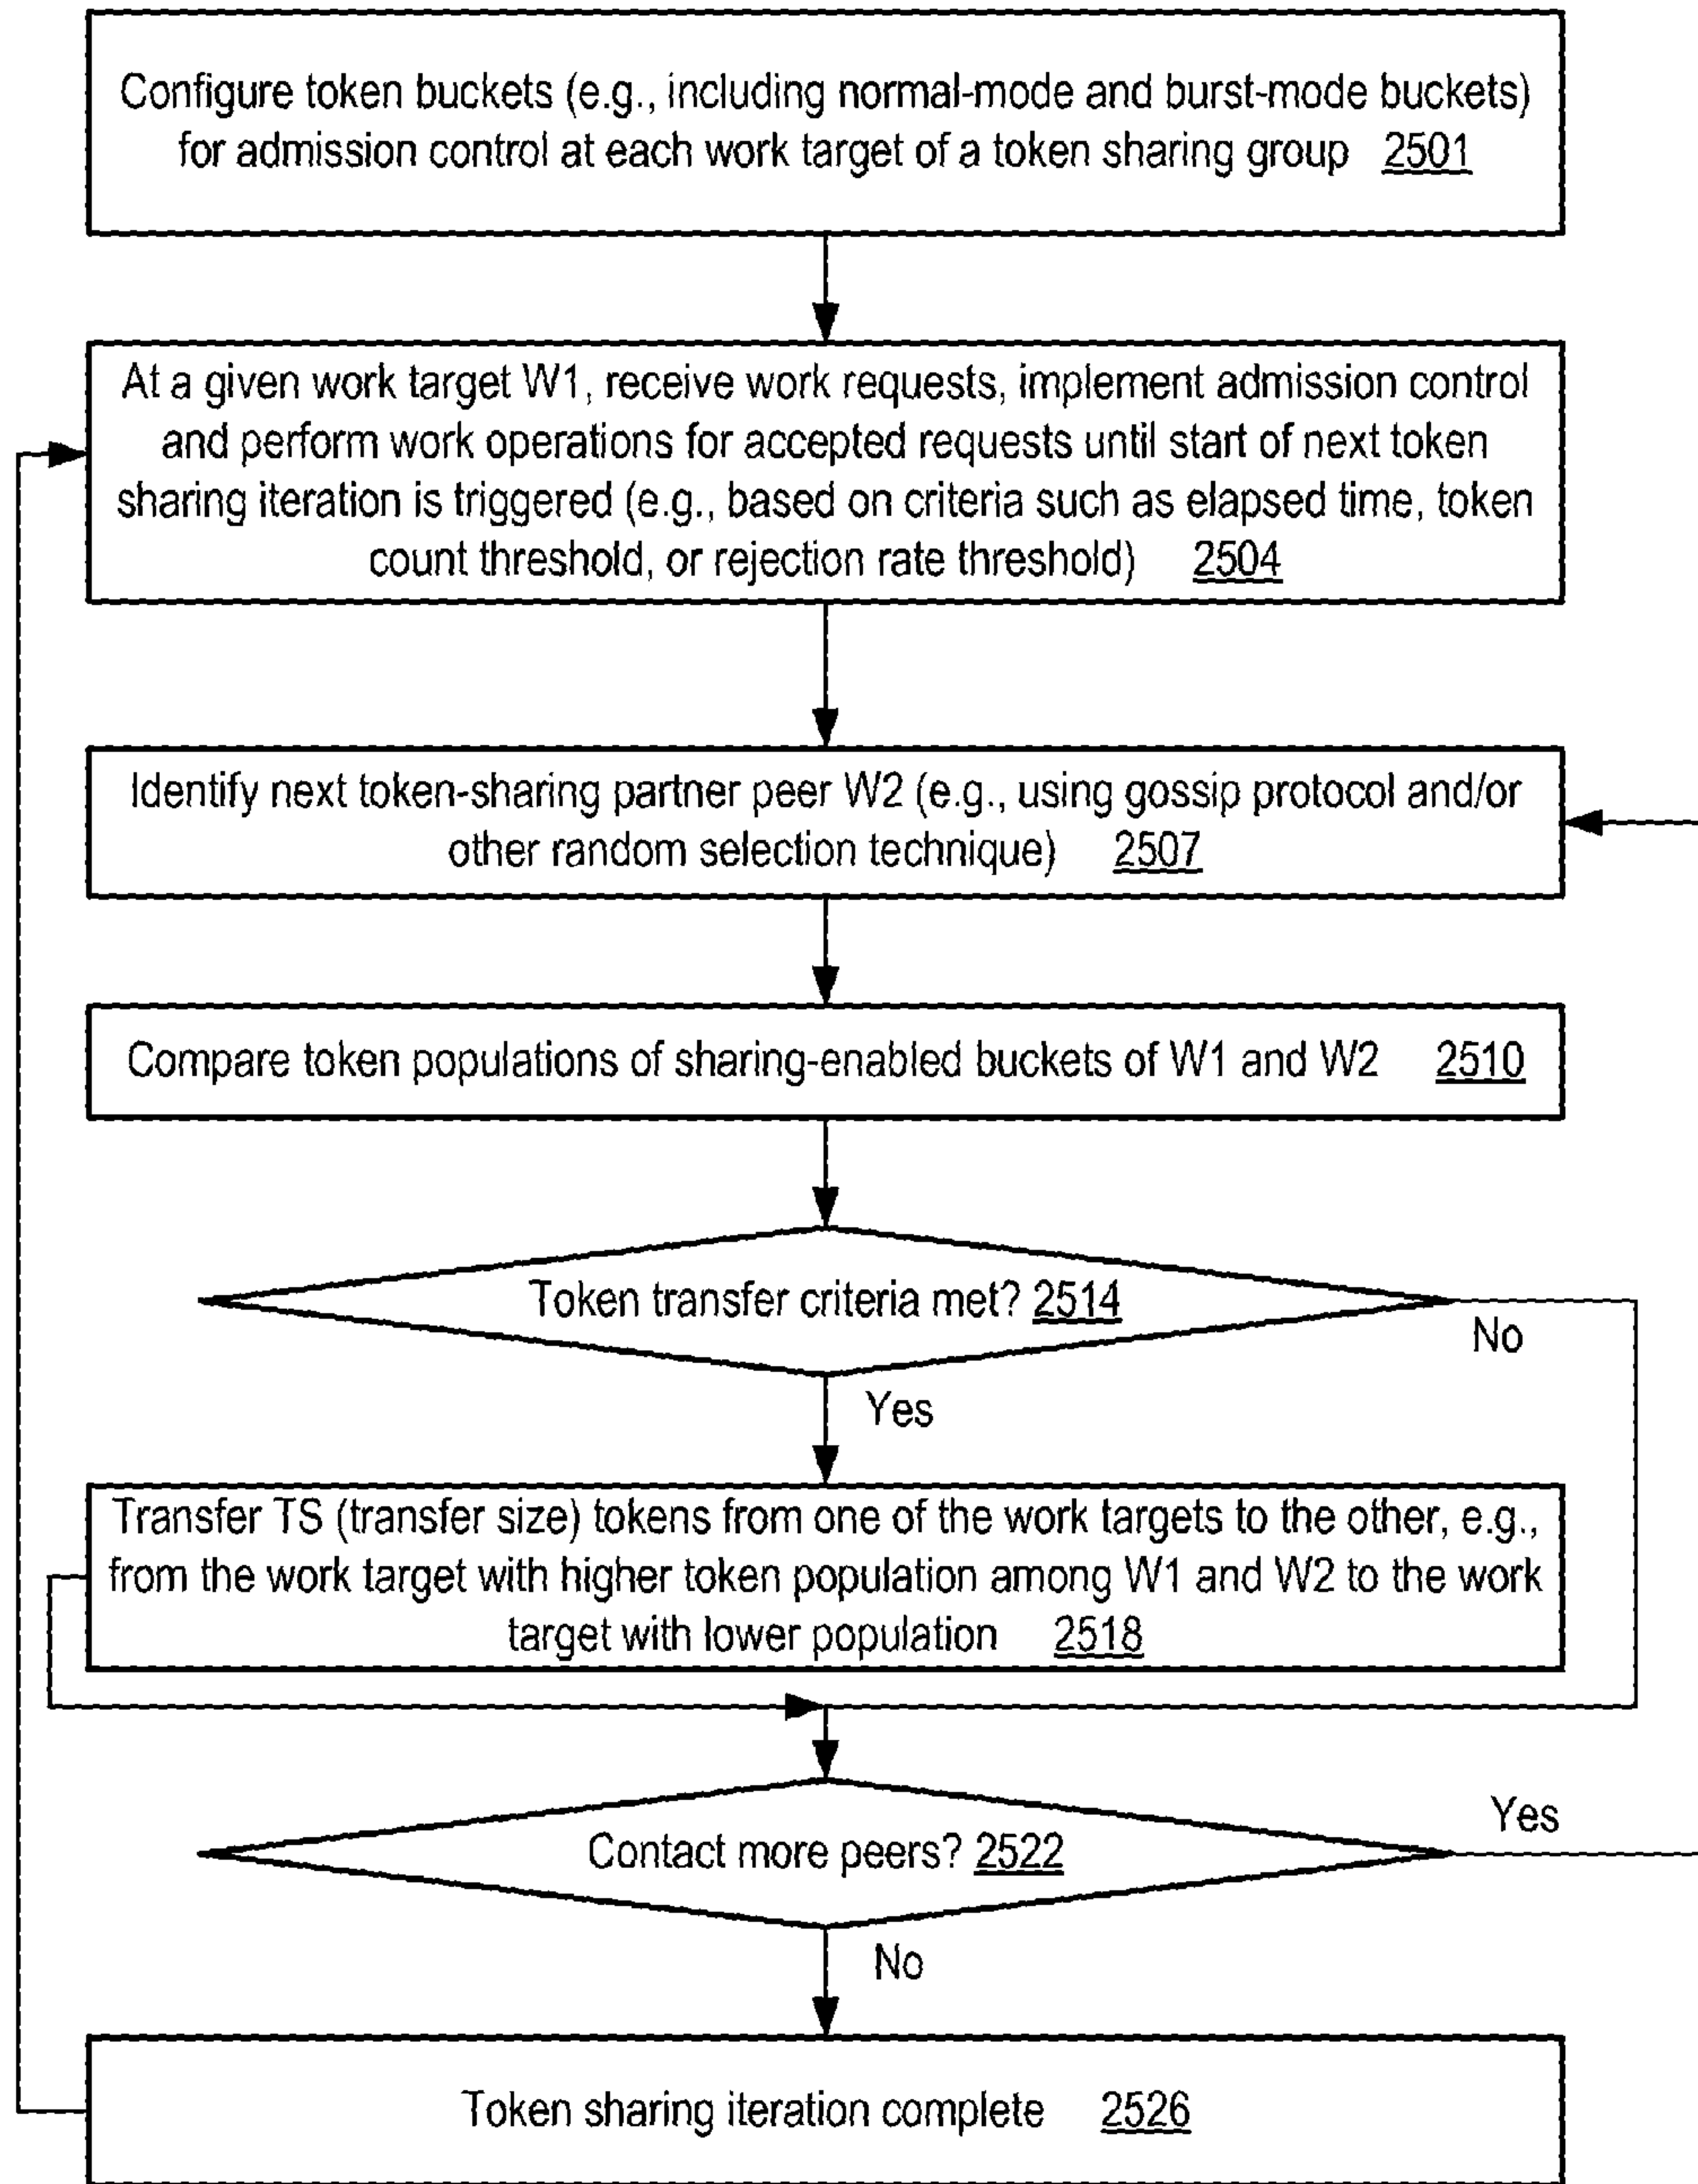 Configure token buckets (e.g., including normal-mode and burst-mode buckets)
for admission control at each work target of a token sharing group 2501
At a given work target W1, receive work requests, implement admission control
and perform work operations for accepted requests until start of next token
sharing iteration is triggered (e.g., based on criteria such as elapsed time, token
count threshold, or rejection rate threshold) 2504
Identify next token-sharing partner peer W2 (e.g., using gossip protocol and/or
other random selection technique) 2507
Compare token populations of sharing-enabled buckets of W1 and W2 2510
Token transfer criteria met? 2514
No
Yes
Transfer TS (transfer size) tokens from one of the work targets to the other, e.g.,
from the work target with higher token population among W1 and W2 to the work
target with lower population 2518
Yes
Contact more peers? 2522
No
Token sharing iteration complete 2526